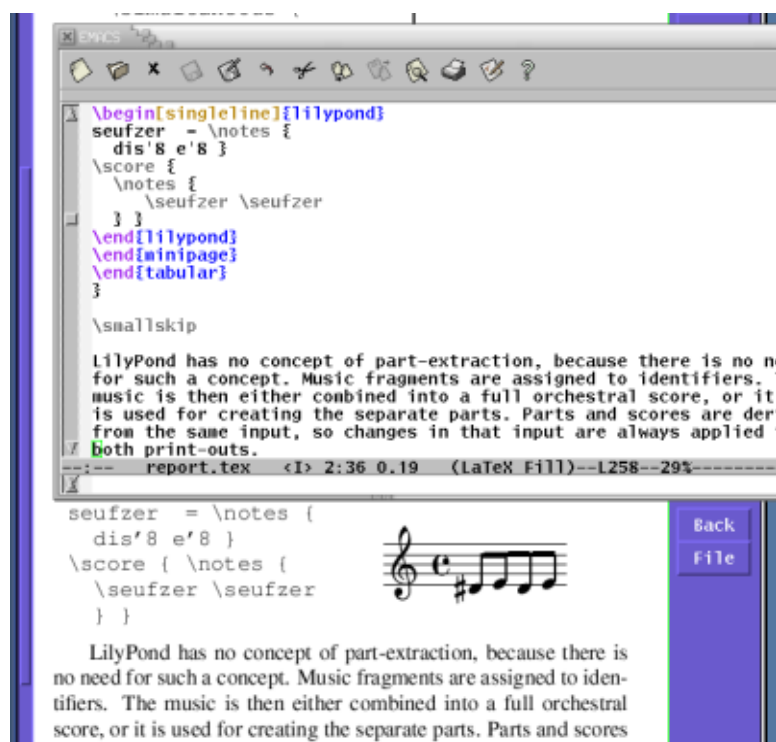 EMACS
\begin[singleline]{lilypond}
seufzer = \notes {
dis'8 e'8 }
\score {
\notes {
\seufzer \seufzer
} }
\end{lilypond}
\end{minipage}
\end{tabular}
}
\smallskip
LilyPond has no concept of part-extraction, because there is no
for such a concept. Music fragments are assigned to identifiers.
music is then either combined into a full orchestral score, or it
is used for creating the separate parts. Parts and scores are
from the same input, so changes in that input are always applied
both print-outs.
--:-- report.tex <I> 2:36 0.19 (LaTeX Fill)--L258--29%--------
seufzer = \notes {
dis'8 e'8 }
\score { \notes {
\seufzer \seufzer
} }
Back
File
LilyPond has no concept of part-extraction, because there is
no need for such a concept. Music fragments are assigned to iden-
tifiers. The music is then either combined into a full orchestral
score, or it is used for creating the separate parts. Parts and scores